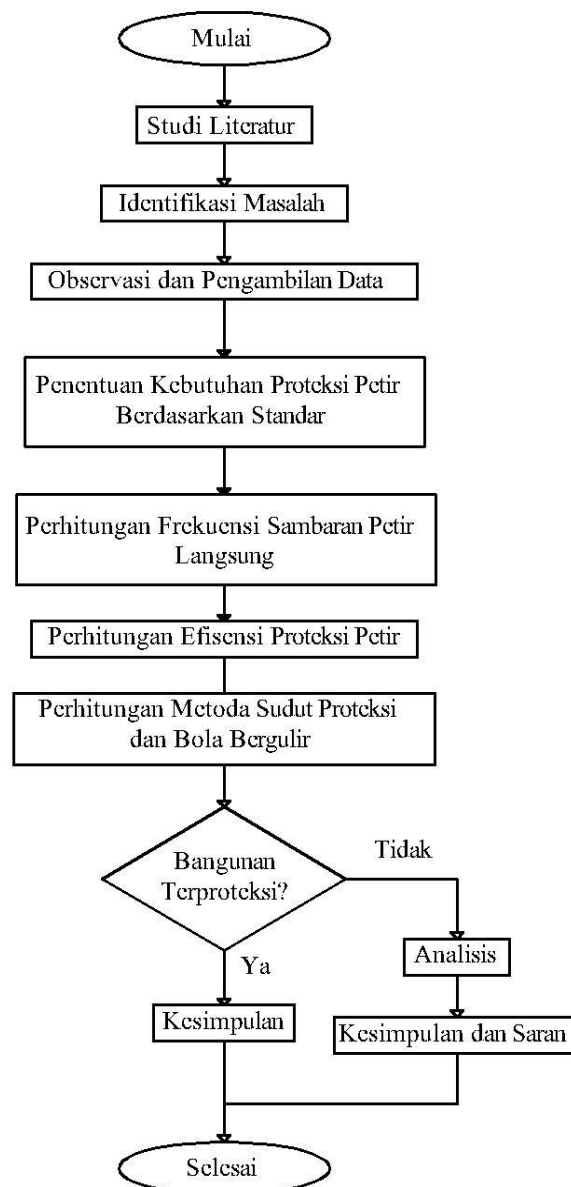 Mulai
Studi Literatur
Identifikasi Masalah
Observasi dan Pengambilan Data
Penentuan Kebutuhan Proteksi Petir
Berdasarkan Standar
Perhitungan Frekuensi Sambaran Petir
Langsung
Perhitungan Efisensi Proteksi Petir
Perhitungan Metoda Sudut Proteksi
dan Bola Bergulir
Bangunan
Terproteksi?
Tidak
Ya
Analisis
Kesimpulan
Kesimpulan dan Saran
Selesai